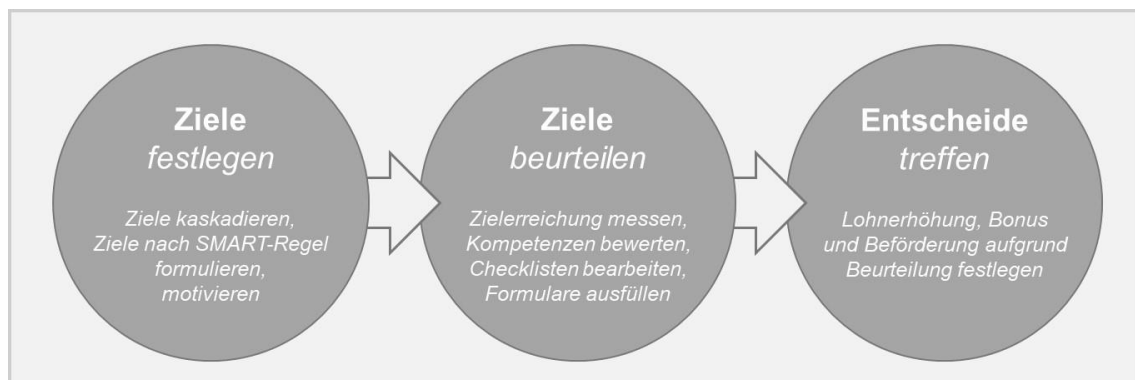 Ziele
festlegen
Ziele kaskadieren,
Ziele nach SMART-Regel
formulieren,
motivieren
Ziele
beurteilen
Zielerreichung messen,
Kompetenzen bewerten,
Checklisten bearbeiten,
Formulare ausfüllen
Entscheide
treffen
Lohnerhöhung, Bonus
und Beförderung aufgrund
Beurteilung festlegen